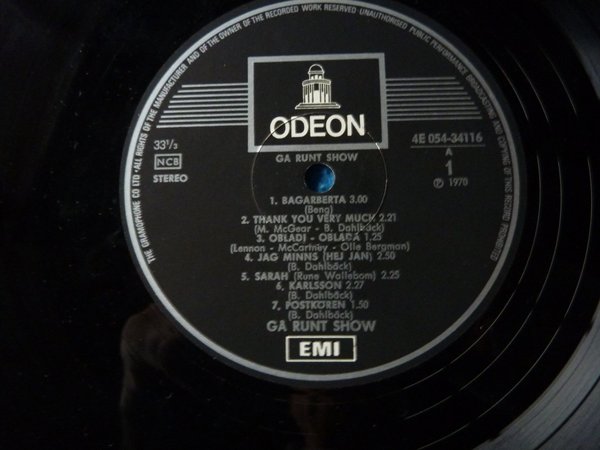 THE GRAMOPHONE CO LTD · ALL RIGHTS OF THE MANUFACTURER AND OF THE OWNER OF THE RECORDED WORK RESERVED UNAUTHORISED PUBLIC PERFORMANCE BROADCASTING AND COPYING OF THIS RECORD PROHIBITED
ODEON
GA RUNT SHOW
33⅓
NCB
STEREO
4E 054-34116
A
1
Ⓟ 1970
1. BAGARBERTA 3.00
(Beng)
2. THANK YOU VERY MUCH 2.21
(M. McGear - B. Dahlbäck)
3. OBLADI - OBLADA 1.25
(Lennon - McCartney - Olle Bergman)
4. JAG MINNS (HEJ JAN) 2.50
(B. Dahlbäck)
5. SARAH (Rune Wallebom) 2.25
6. KARLSSON 2.27
(B. Dahlbäck)
7. POSTKÖREN 1.50
(B. Dahlbäck)
GA RUNT SHOW
EMI